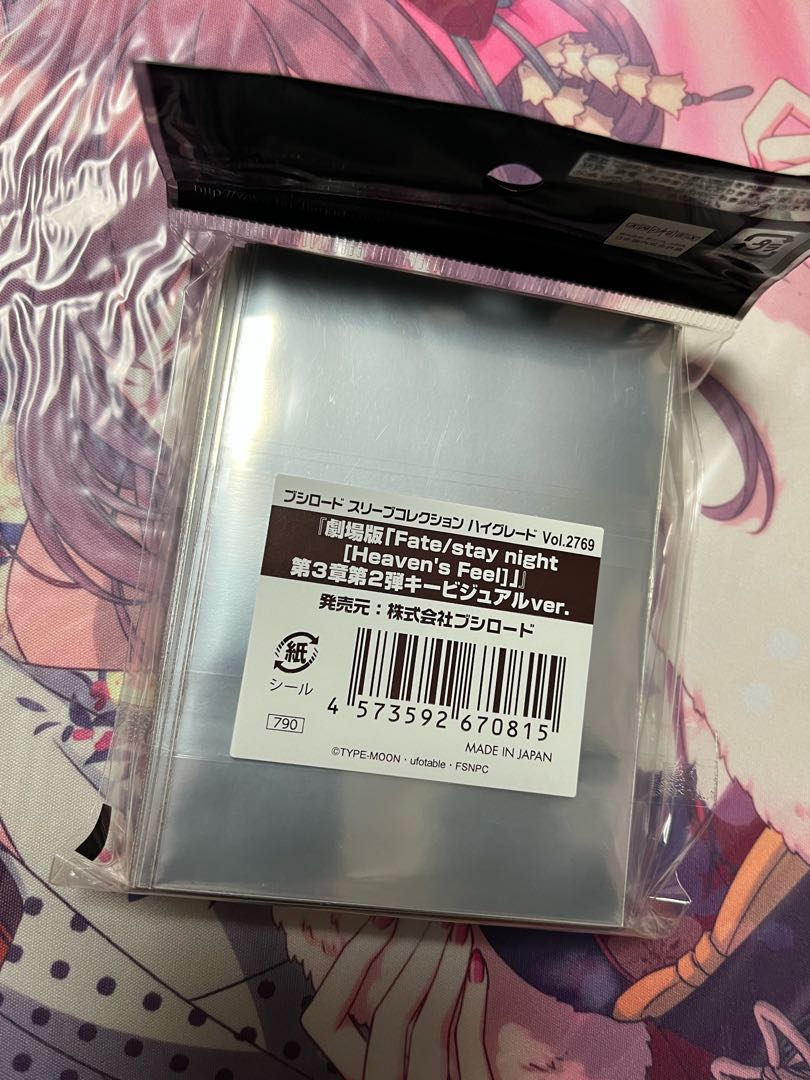 ブシロード スリーブコレクション ハイグレード Vol.2769
『劇場版「Fate/stay night
[Heaven's Feel]」』
第3章第2弾キービジュアルver.
発売元：株式会社ブシロード
紙
シール
4 573592 670815
790
MADE IN JAPAN
©TYPE-MOON・ufotable・FSNPC